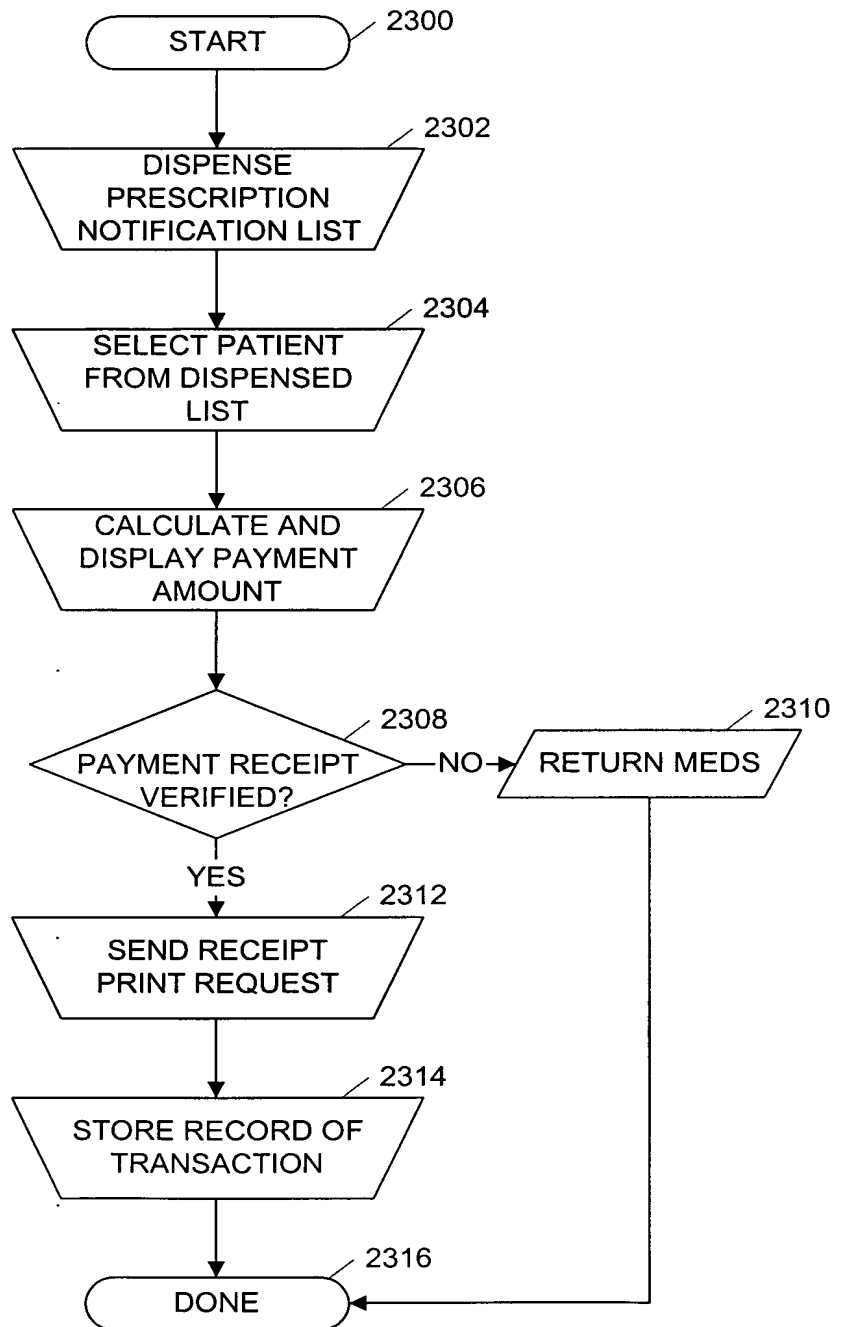 START
2300
2302
DISPENSE
PRESCRIPTION
NOTIFICATION LIST
2304
SELECT PATIENT
FROM DISPENSED
LIST
2306
CALCULATE AND
DISPLAY PAYMENT
AMOUNT
2308
PAYMENT RECEIPT
VERIFIED?
NO
2310
RETURN MEDS
YES
2312
SEND RECEIPT
PRINT REQUEST
2314
STORE RECORD OF
TRANSACTION
2316
DONE